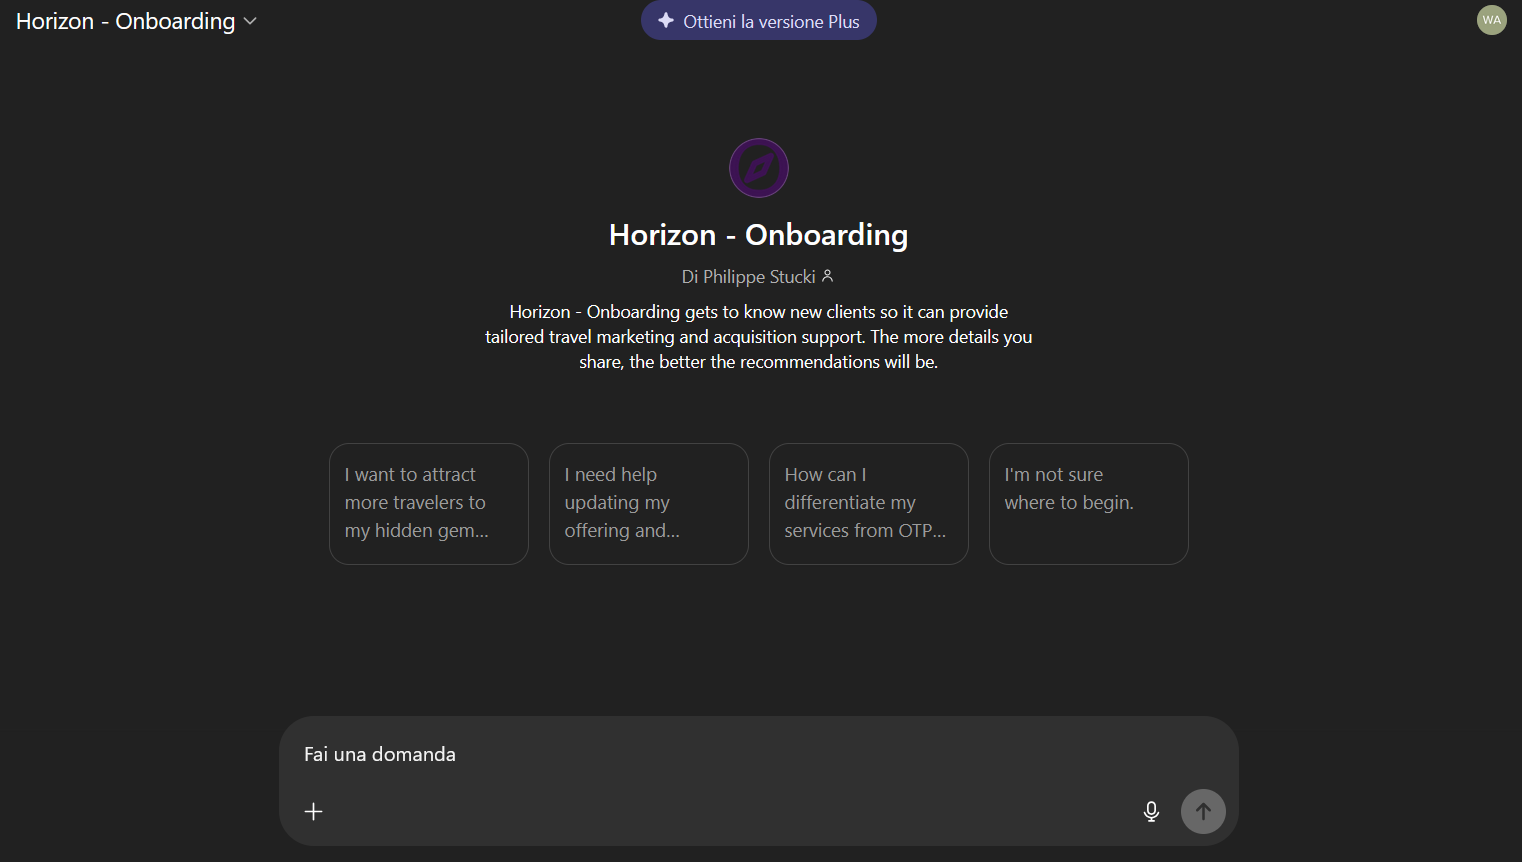 Horizon - Onboarding
Ottieni la versione Plus
WA
Horizon - Onboarding
Di Philippe Stucki
Horizon - Onboarding gets to know new clients so it can provide
tailored travel marketing and acquisition support. The more details you
share, the better the recommendations will be.
I want to attract
more travelers to
my hidden gem...
I need help
updating my
offering and...
How can I
differentiate my
services from OTP...
I'm not sure
where to begin.
Fai una domanda